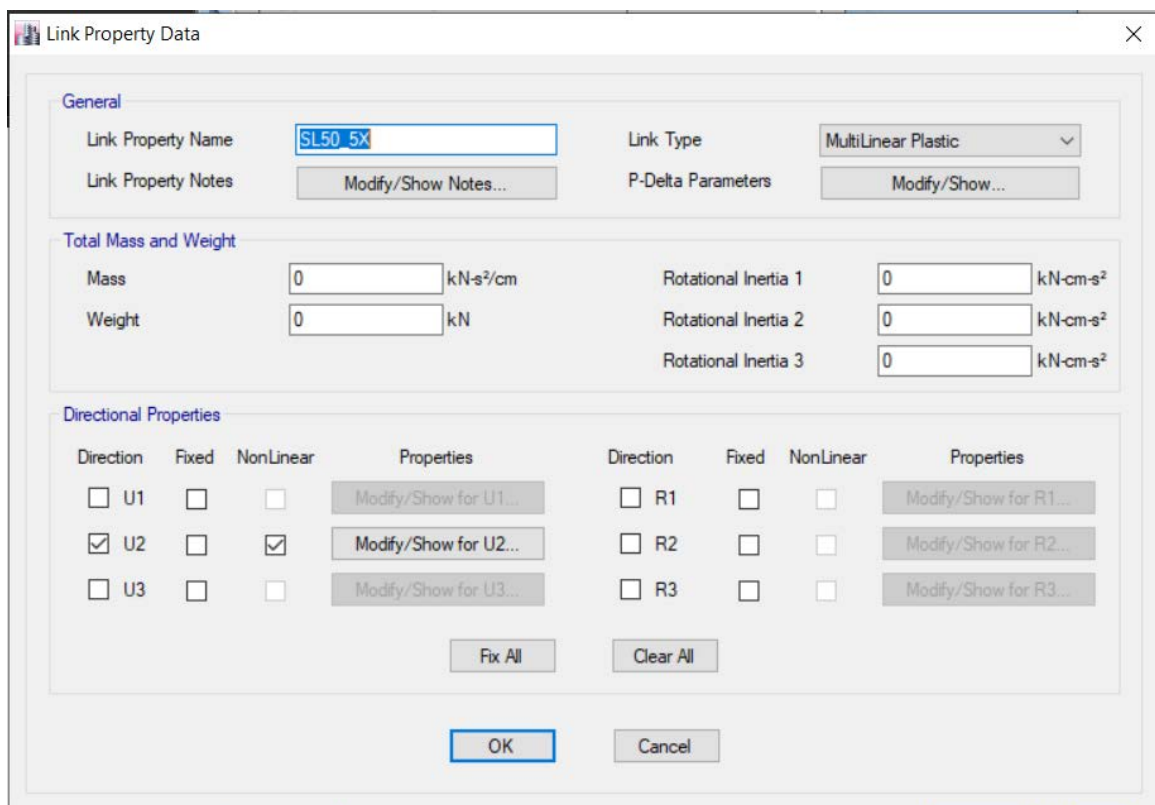 Link Property Data
General
Link Property Name SL50_5X Link Type MultiLinear Plastic
Link Property Notes Modify/Show Notes... P-Delta Parameters Modify/Show...
Total Mass and Weight
Mass 0 kN-s²/cm Rotational Inertia 1 0 kN-cm-s²
Weight 0 kN Rotational Inertia 2 0 kN-cm-s²
Rotational Inertia 3 0 kN-cm-s²
Directional Properties
Direction Fixed NonLinear Properties Direction Fixed NonLinear Properties
U1 Modify/Show for U1... R1 Modify/Show for R1...
U2 Modify/Show for U2... R2 Modify/Show for R2...
U3 Modify/Show for U3... R3 Modify/Show for R3...
Fix All Clear All
OK Cancel